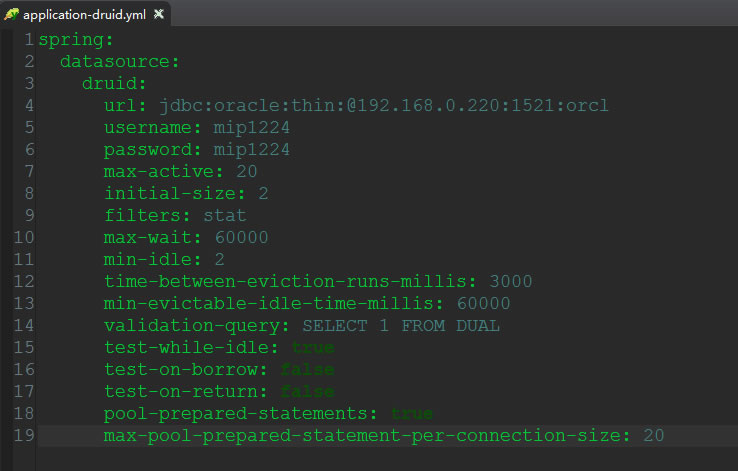 application-druid.yml
1 spring:
2   datasource:
3     druid:
4       url: jdbc:oracle:thin:@192.168.0.220:1521:orcl
5       username: mip1224
6       password: mip1224
7       max-active: 20
8       initial-size: 2
9       filters: stat
10       max-wait: 60000
11       min-idle: 2
12       time-between-eviction-runs-millis: 3000
13       min-evictable-idle-time-millis: 60000
14       validation-query: SELECT 1 FROM DUAL
15       test-while-idle: true
16       test-on-borrow: false
17       test-on-return: false
18       pool-prepared-statements: true
19       max-pool-prepared-statement-per-connection-size: 20